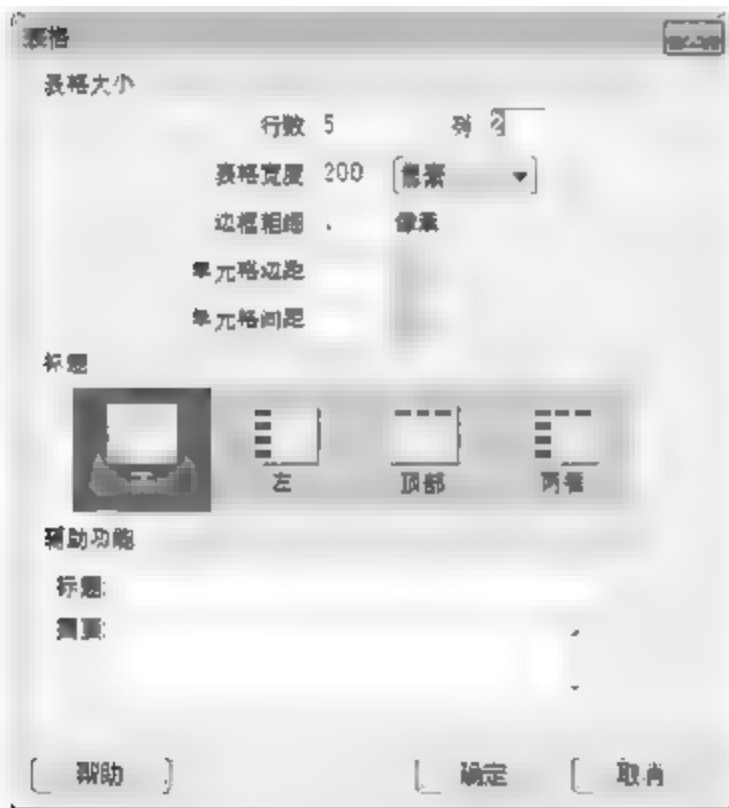 表格
表格大小
行数 5 列 2
表格宽度 200 像素
边框粗细 像素
单元格边距
单元格间距
标题
左 顶部 两者
辅助功能
标题:
摘要:
帮助 确定 取消